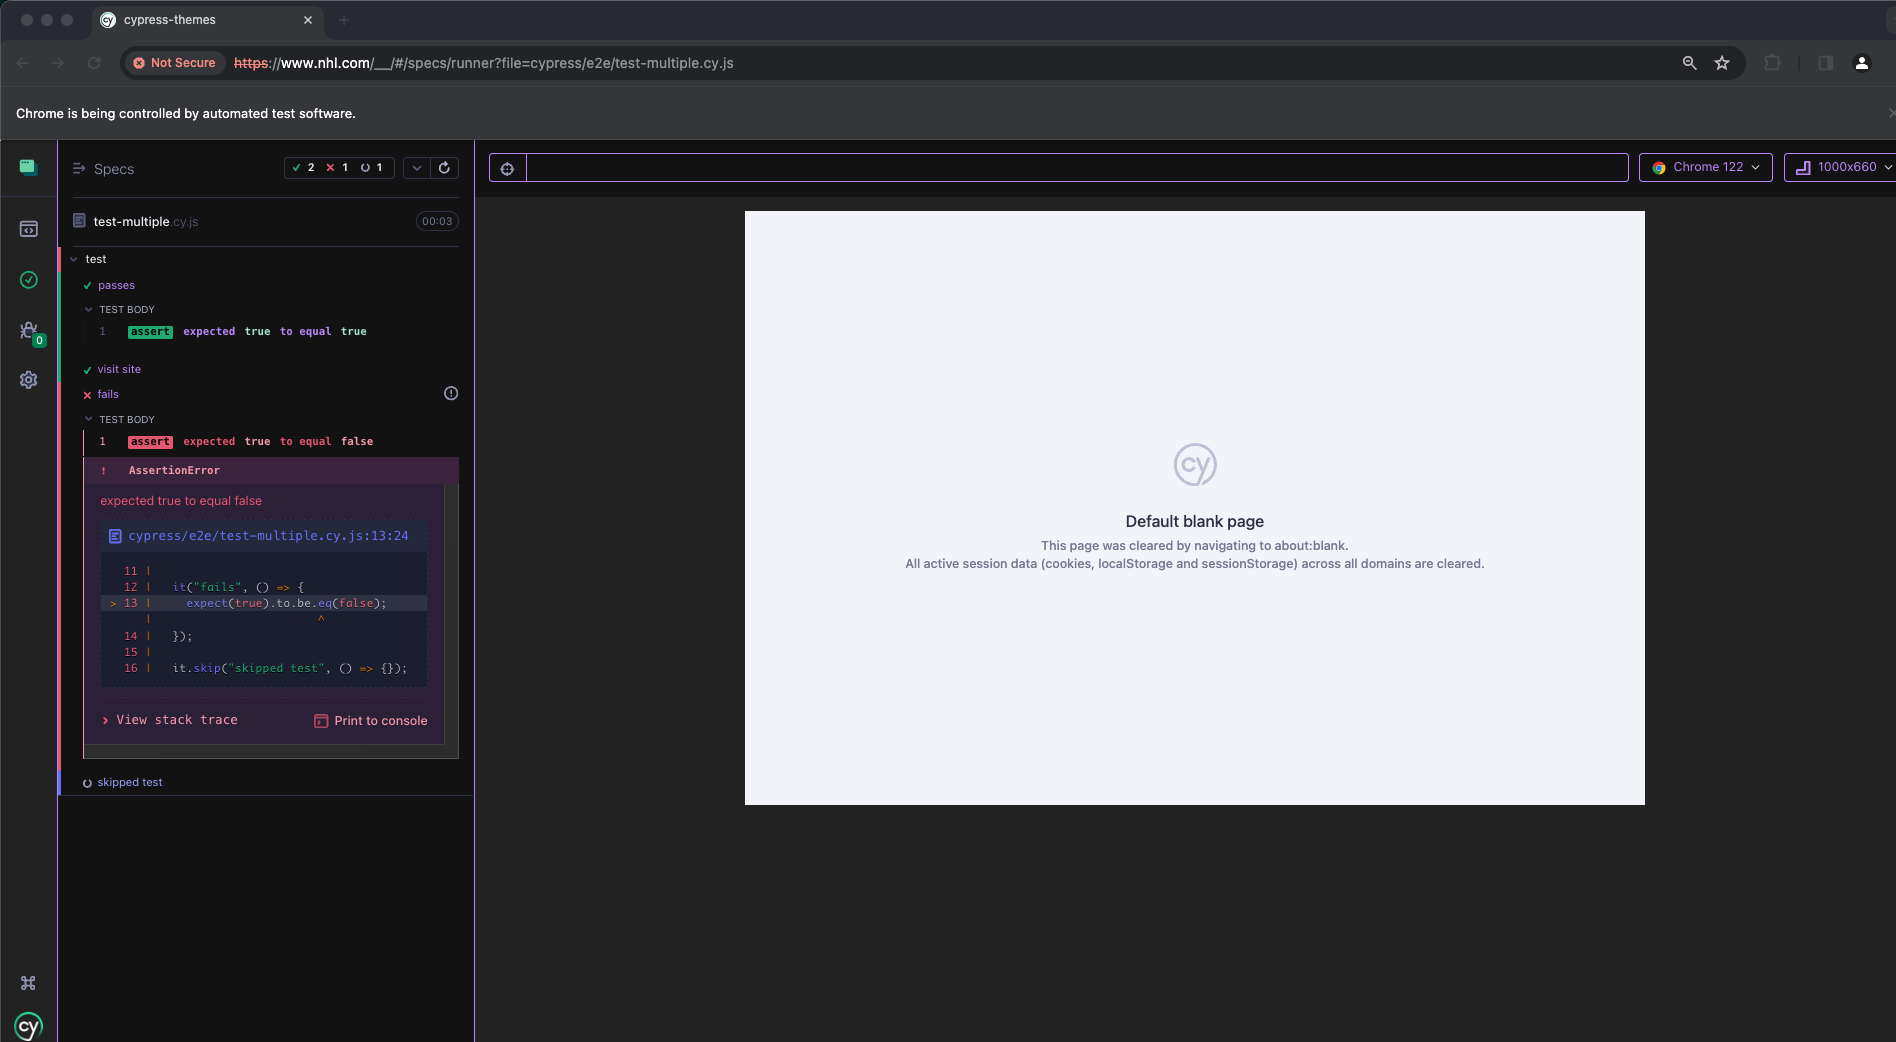 cypress-themes
Not Secure
https://www.nhl.com/__/#/specs/runner?file=cypress/e2e/test-multiple.cy.js
Chrome is being controlled by automated test software.
Specs
2 1 1
test-multiple.cy.js
00:03
test
passes
TEST BODY
1 assert expected true to equal true
visit site
fails
TEST BODY
1 assert expected true to equal false
! AssertionError
expected true to equal false
cypress/e2e/test-multiple.cy.js:13:24
11 |
12 | it("fails", () => {
> 13 | expect(true).to.be.eq(false);
| ^
14 | });
15 |
16 | it.skip("skipped test", () => {});
> View stack trace
Print to console
skipped test
0
cy
Chrome 122
1000x660
cy
Default blank page
This page was cleared by navigating to about:blank.
All active session data (cookies, localStorage and sessionStorage) across all domains are cleared.